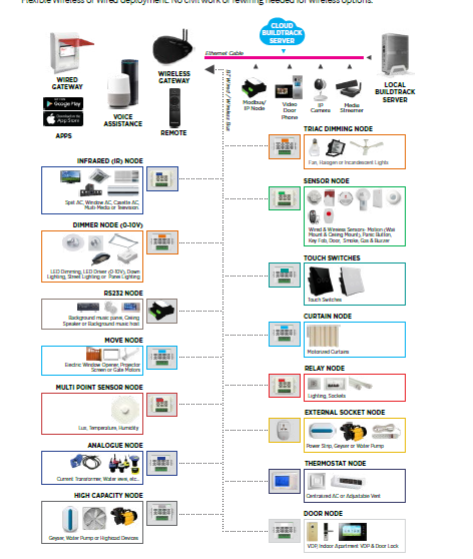 Flexible Wireless or Wired deployment. No civil work or rewiring needed for wireless options.
CLOUD
BUILDTRACK
SERVER
Ethernet Cable
WIRED
GATEWAY
WIRELESS
GATEWAY
LOCAL
BUILDTRACK
SERVER
Google Play
App Store
APPS
VOICE
ASSISTANCE
REMOTE
Modbus/
IP Node
Video
Door
Phone
IP
Camera
Media
Streamer
INFRARED (IR) NODE
Split AC, Window AC, Cassette AC,
Multi Media or Television
DIMMER NODE (0-10V)
LED Dimming, LED Driver (0-10V), Down
Lighting, Street Lighting or Panel Lighting
RS232 NODE
Background music panel, Ceiling
Speaker or Background music host
MOVE NODE
Electric Window Opener, Projector
Screen or Gate Motors
MULTI POINT SENSOR NODE
Lux, Temperature, Humidity
ANALOGUE NODE
Current Transformer, Water valve, etc..
HIGH CAPACITY NODE
Geyser, Water Pump or Highload Devices
TRIAC DIMMING NODE
Fan, Halogen or Incandescent Lights
SENSOR NODE
Wired & Wireless Sensors- Motion (Wall
Mount & Ceiling Mount), Panic Button,
Key Fob, Door, Smoke, Gas & Buzzer
TOUCH SWITCHES
Touch Switches
CURTAIN NODE
Motorized Curtains
RELAY NODE
Lighting, Sockets
EXTERNAL SOCKET NODE
Power Strip, Geyser or Water Pump
THERMOSTAT NODE
Centralized AC or Adjustable Vent
DOOR NODE
VDP, Indoor Apartment VDP & Door Lock